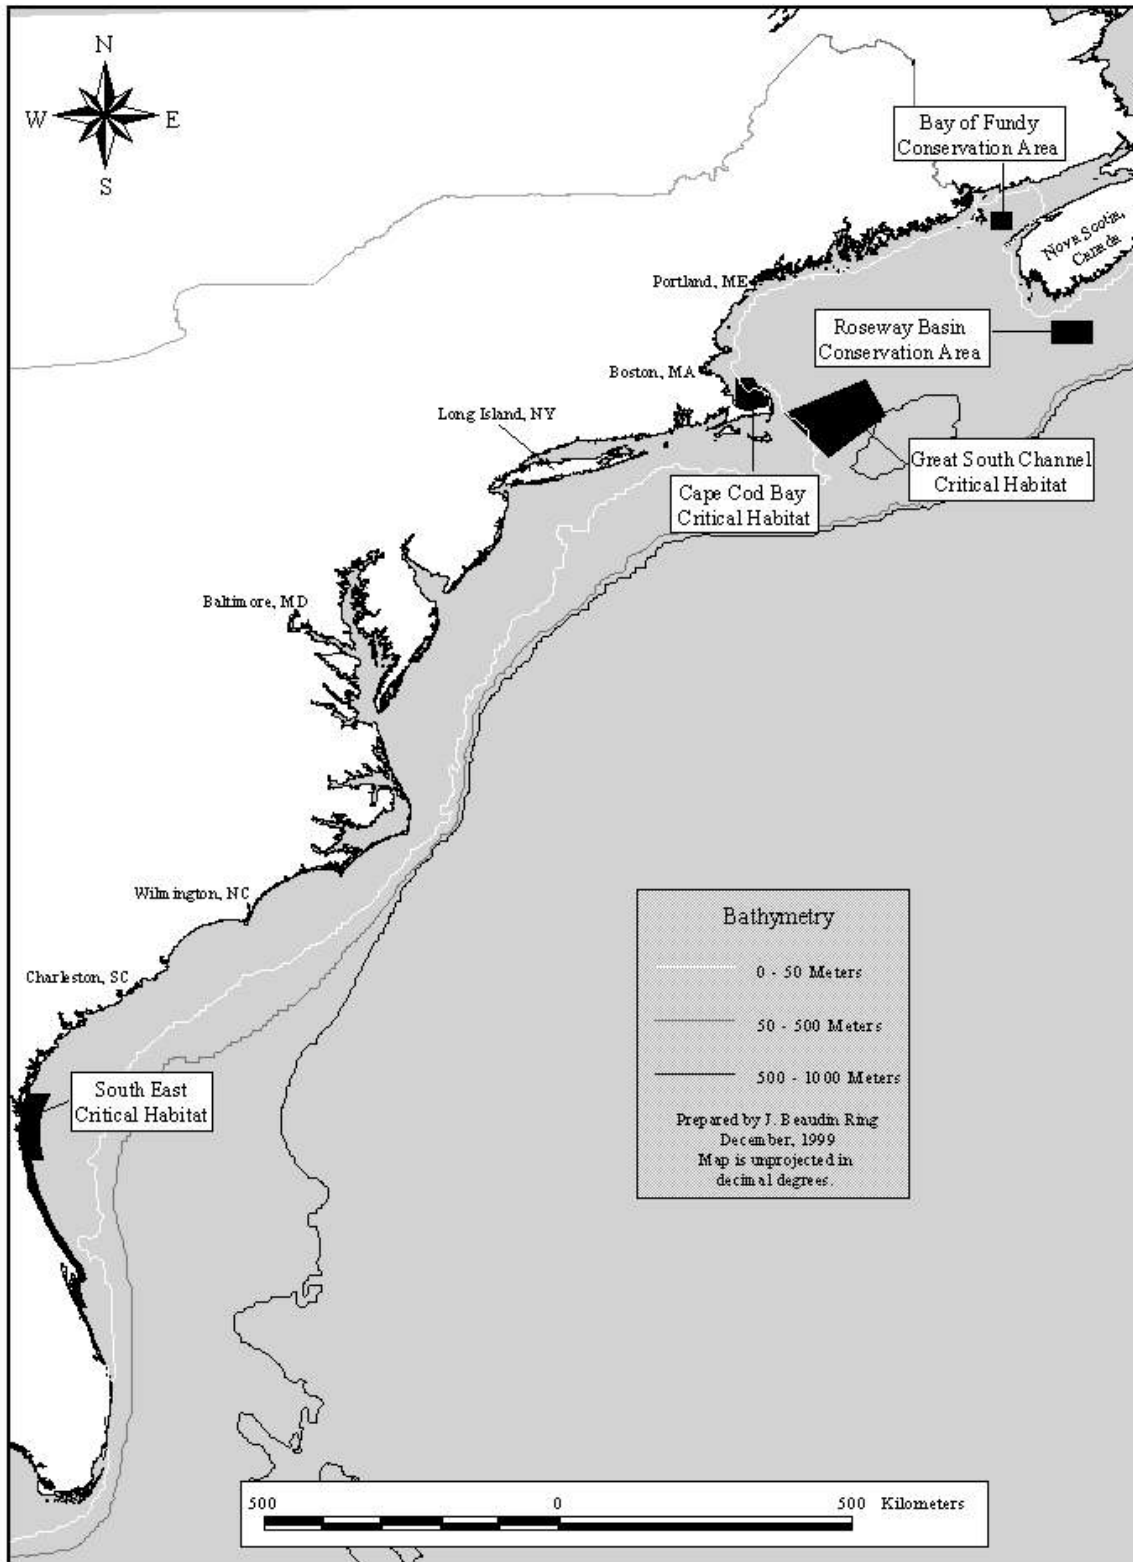 N
W
E
S
Bay of Fundy
Conservation Area
Nova Scotia,
Canada
Portland, ME
Roseway Basin
Conservation Area
Boston, MA
Long Island, NY
Great South Channel
Critical Habitat
Cape Cod Bay
Critical Habitat
Baltimore, MD
Wilmington, NC
Bathymetry
0 - 50 Meters
50 - 500 Meters
500 - 1000 Meters
Prepared by J. Beaudin Ring
December, 1999
Map is unprojected in
decimal degrees.
Charleston, SC
South East
Critical Habitat
500 0 500 Kilometers